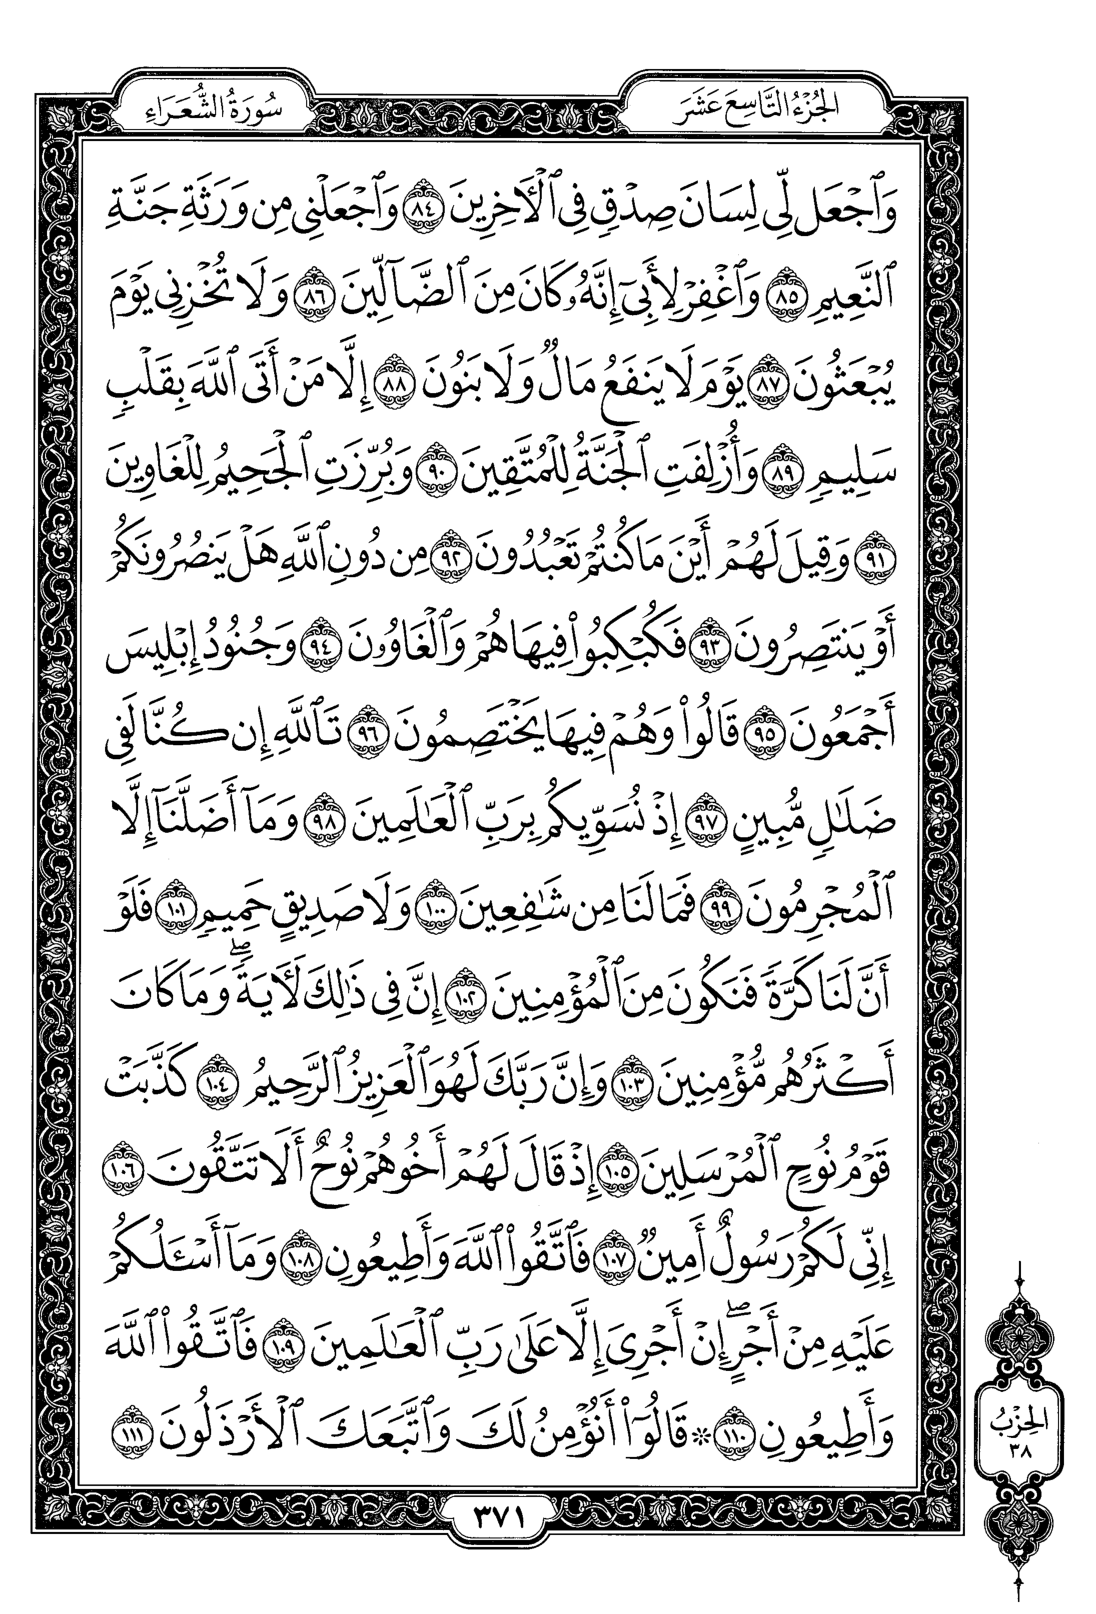 الجُزْءُ التَّاسِعَ عَشَرَ
سُورَةُ الشُّعَرَاءِ
وَٱجْعَل لِّى لِسَانَ صِدْقٍ فِى ٱلْأَخِرِينَ ٨٤ وَٱجْعَلْنِى مِن وَرَثَةِ جَنَّةِ
ٱلنَّعِيمِ ٨٥ وَٱغْفِرْ لِأَبِىٓ إِنَّهُۥ كَانَ مِنَ ٱلضَّآلِّينَ ٨٦ وَلَا تُخْزِنِى يَوْمَ
يُبْعَثُونَ ٨٧ يَوْمَ لَا يَنفَعُ مَالٌ وَلَا بَنُونَ ٨٨ إِلَّا مَنْ أَتَى ٱللَّهَ بِقَلْبٍ
سَلِيمٍ ٨٩ وَأُزْلِفَتِ ٱلْجَنَّةُ لِلْمُتَّقِينَ ٩٠ وَبُرِّزَتِ ٱلْجَحِيمُ لِلْغَاوِينَ
٩١ وَقِيلَ لَهُمْ أَيْنَ مَا كُنتُمْ تَعْبُدُونَ ٩٢ مِن دُونِ ٱللَّهِ هَلْ يَنصُرُونَكُمْ
أَوْ يَنتَصِرُونَ ٩٣ فَكُبْكِبُوا۟ فِيهَا هُمْ وَٱلْغَاوُۥنَ ٩٤ وَجُنُودُ إِبْلِيسَ
أَجْمَعُونَ ٩٥ قَالُوا۟ وَهُمْ فِيهَا يَخْتَصِمُونَ ٩٦ تَٱللَّهِ إِن كُنَّا لَفِى
ضَلَـٰلٍ مُّبِينٍ ٩٧ إِذْ نُسَوِّيكُم بِرَبِّ ٱلْعَـٰلَمِينَ ٩٨ وَمَآ أَضَلَّنَآ إِلَّا
ٱلْمُجْرِمُونَ ٩٩ فَمَا لَنَا مِن شَـٰفِعِينَ ١٠٠ وَلَا صَدِيقٍ حَمِيمٍ ١٠١ فَلَوْ
أَنَّ لَنَا كَرَّةً فَنَكُونَ مِنَ ٱلْمُؤْمِنِينَ ١٠٢ إِنَّ فِى ذَٰلِكَ لَـَٔايَةً ۖ وَمَا كَانَ
أَكْثَرُهُم مُّؤْمِنِينَ ١٠٣ وَإِنَّ رَبَّكَ لَهُوَ ٱلْعَزِيزُ ٱلرَّحِيمُ ١٠٤ كَذَّبَتْ
قَوْمُ نُوحٍ ٱلْمُرْسَلِينَ ١٠٥ إِذْ قَالَ لَهُمْ أَخُوهُمْ نُوحٌ أَلَا تَتَّقُونَ ١٠٦
إِنِّى لَكُمْ رَسُولٌ أَمِينٌ ١٠٧ فَٱتَّقُوا۟ ٱللَّهَ وَأَطِيعُونِ ١٠٨ وَمَآ أَسْـَٔلُكُمْ
عَلَيْهِ مِنْ أَجْرٍ ۖ إِنْ أَجْرِىَ إِلَّا عَلَىٰ رَبِّ ٱلْعَـٰلَمِينَ ١٠٩ فَٱتَّقُوا۟ ٱللَّهَ
وَأَطِيعُونِ ١١٠ ۞ قَالُوٓا۟ أَنُؤْمِنُ لَكَ وَٱتَّبَعَكَ ٱلْأَرْذَلُونَ ١١١
الحِزْبُ
٣٨
٣٧١